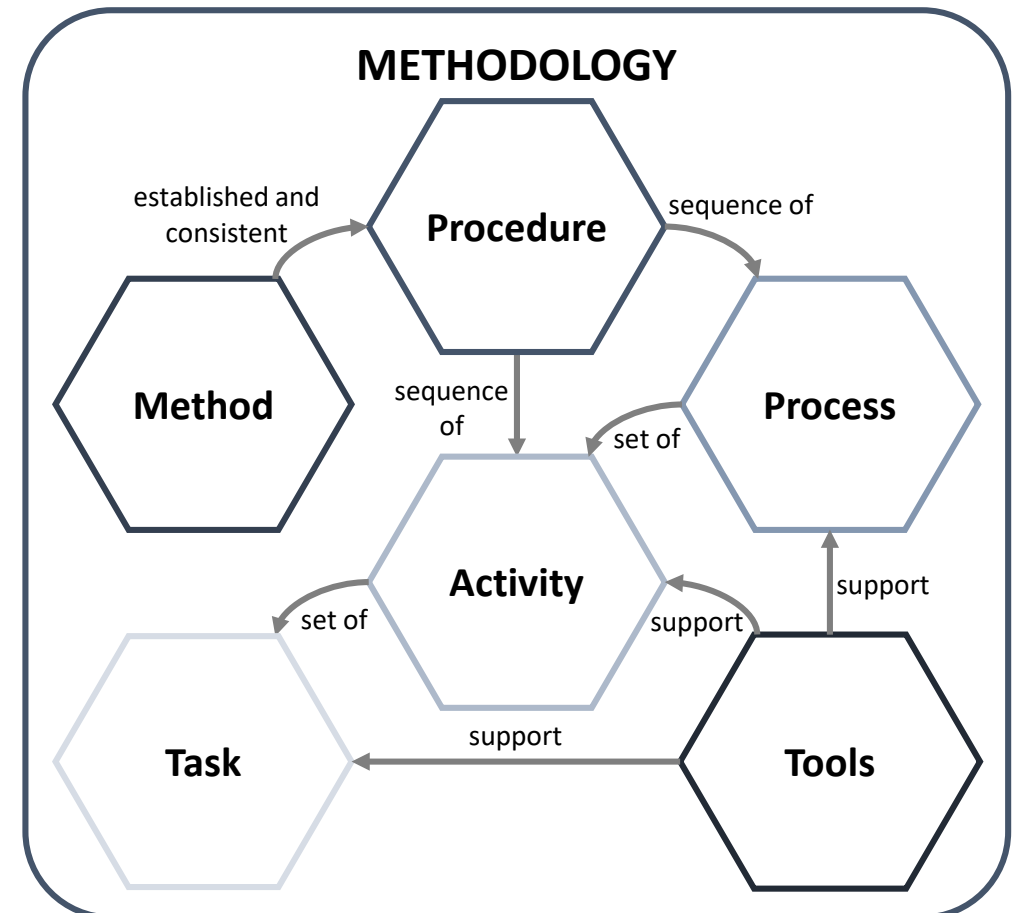 METHODOLOGY
established and
consistent
Procedure
sequence of
Method
sequence
of
Process
set of
Activity
set of
support
support
support
Task
Tools